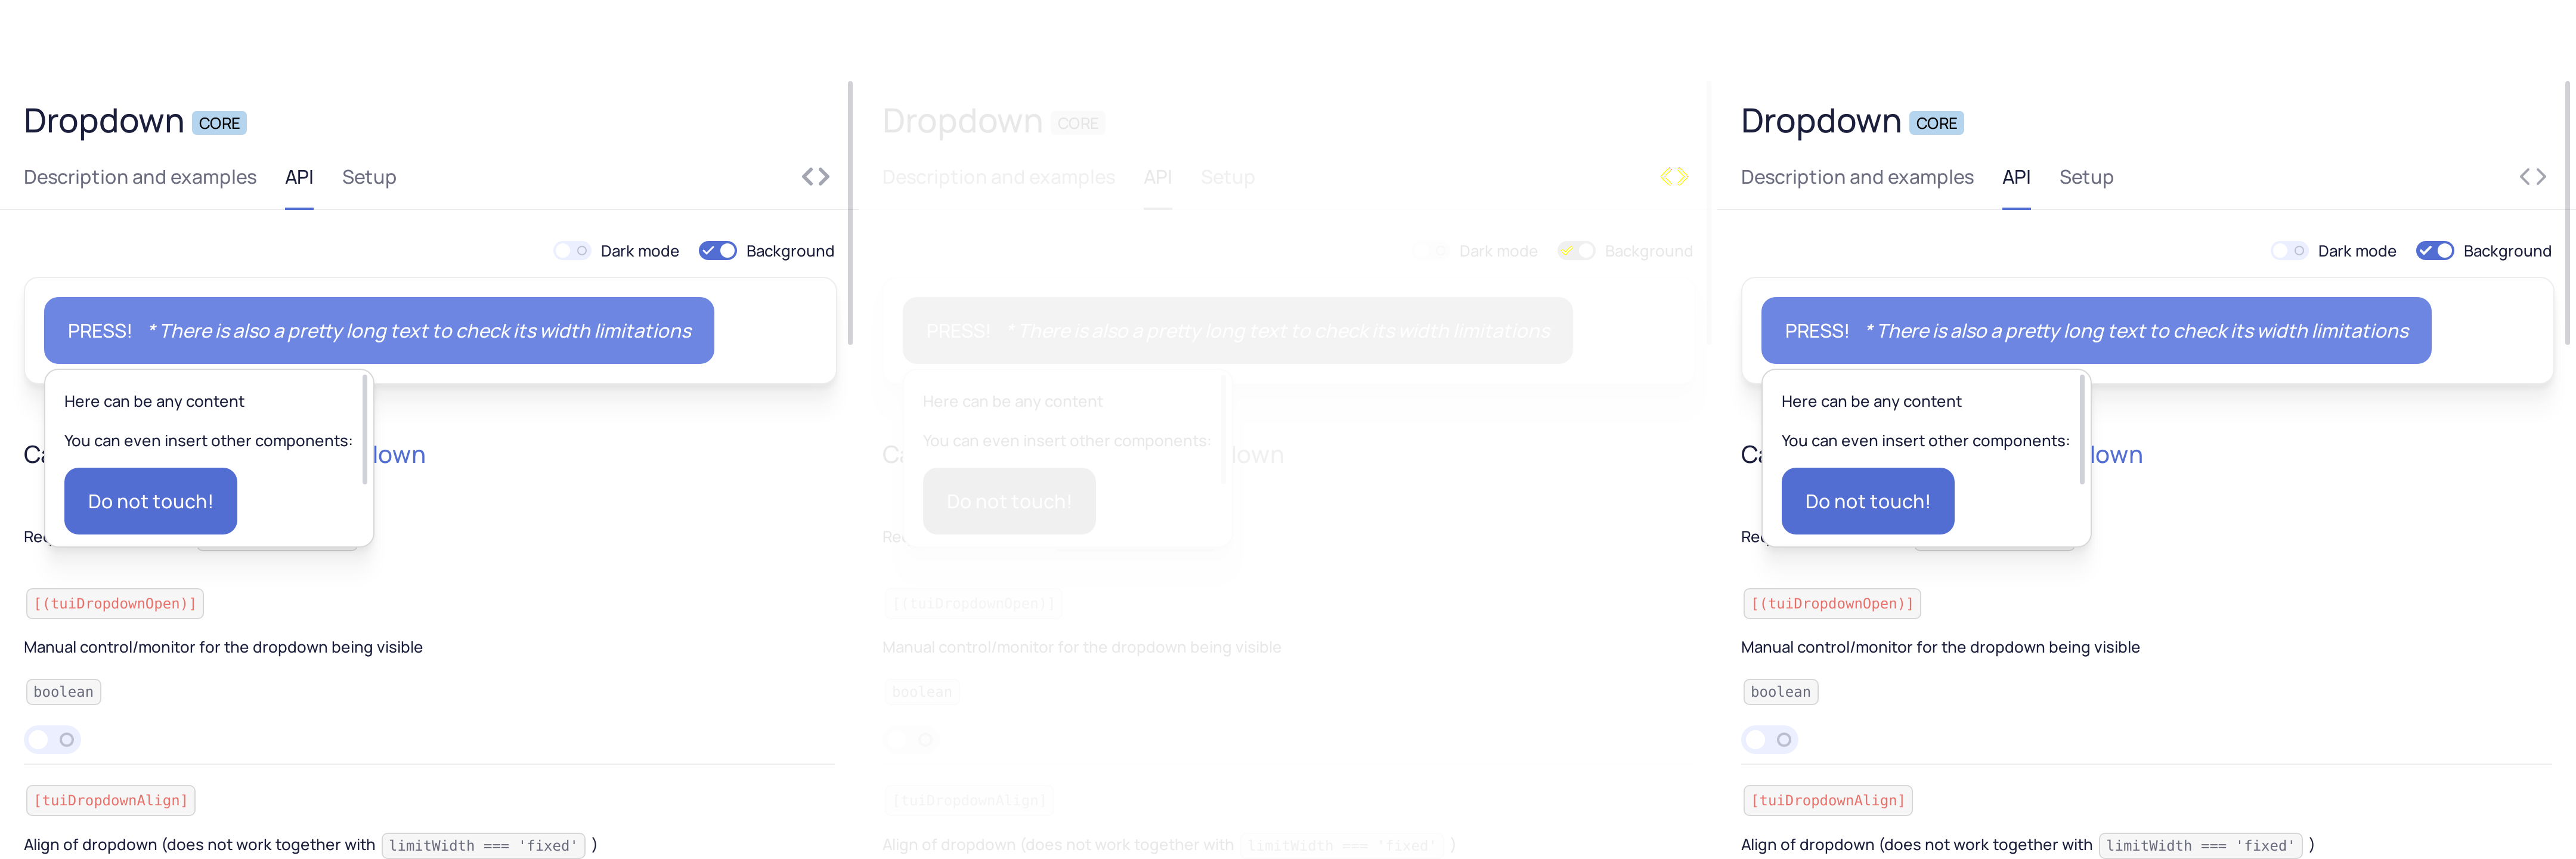 Dropdown CORE
Description and examples API Setup
Dark mode Background
PRESS! * There is also a pretty long text to check its width limitations
Here can be any content
You can even insert other components:
Ca lown
Do not touch!
Re
[(tuiDropdownOpen)]
Manual control/monitor for the dropdown being visible
boolean
[tuiDropdownAlign]
Align of dropdown (does not work together with limitWidth === 'fixed' )
Dropdown CORE
Description and examples API Setup
Dark mode Background
PRESS! * There is also a pretty long text to check its width limitations
Here can be any content
You can even insert other components:
Ca lown
Do not touch!
Re
[(tuiDropdownOpen)]
Manual control/monitor for the dropdown being visible
boolean
[tuiDropdownAlign]
Align of dropdown (does not work together with limitWidth === 'fixed' )
Dropdown CORE
Description and examples API Setup
Dark mode Background
PRESS! * There is also a pretty long text to check its width limitations
Here can be any content
You can even insert other components:
Ca lown
Do not touch!
Re
[(tuiDropdownOpen)]
Manual control/monitor for the dropdown being visible
boolean
[tuiDropdownAlign]
Align of dropdown (does not work together with limitWidth === 'fixed' )